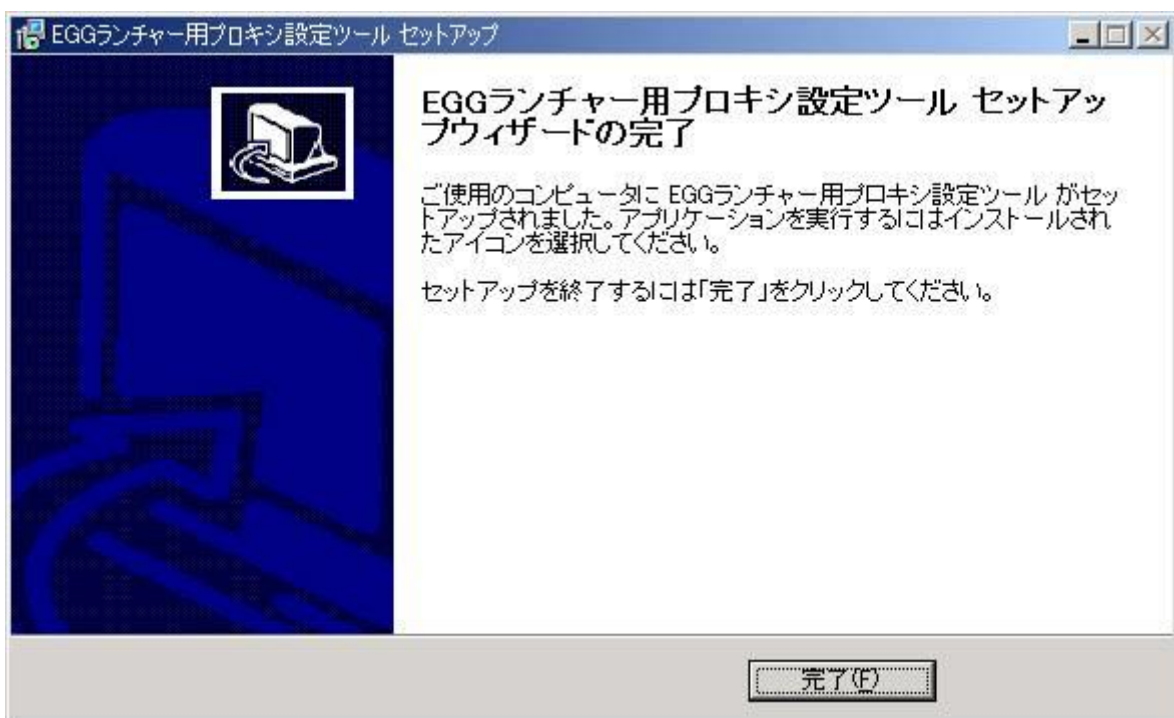 EGGランチャー用プロキシ設定ツール セットアップ
EGGランチャー用プロキシ設定ツール セットアッ
プウィザードの完了
ご使用のコンピュータに EGGランチャー用プロキシ設定ツール がセッ
トアップされました。アプリケーションを実行するにはインストールされ
たアイコンを選択してください。
セットアップを終了するには「完了」をクリックしてください。
完了(F)